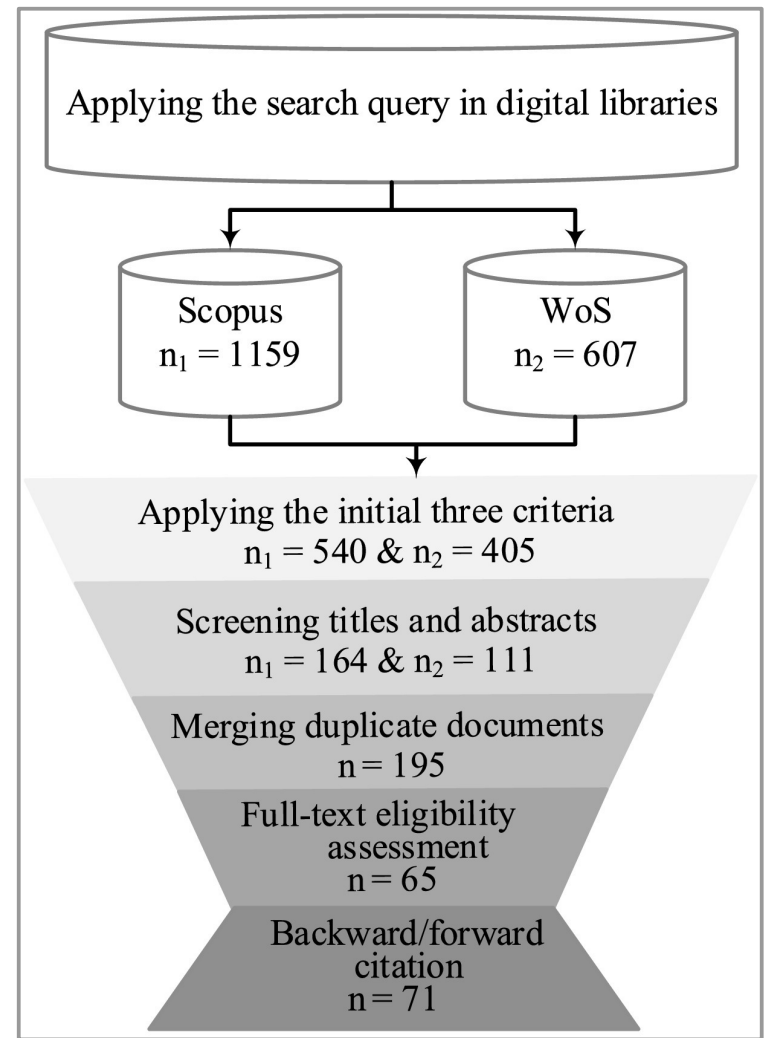 Applying the search query in digital libraries
Scopus
n₁ = 1159
WoS
n₂ = 607
Applying the initial three criteria
n₁ = 540 & n₂ = 405
Screening titles and abstracts
n₁ = 164 & n₂ = 111
Merging duplicate documents
n = 195
Full-text eligibility
assessment
n = 65
Backward/forward
citation
n = 71